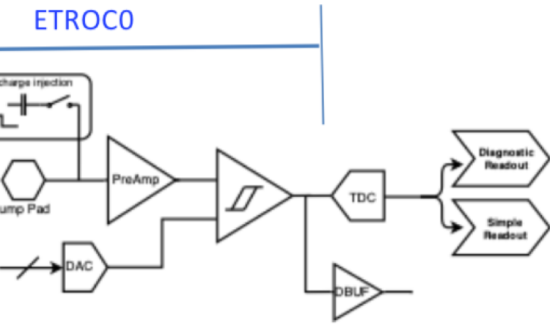 ETROC0
charge injection
PreAmp
ump Pad
DAC
TDC
DBUF
Diagnostic
Readout
Simple
Readout